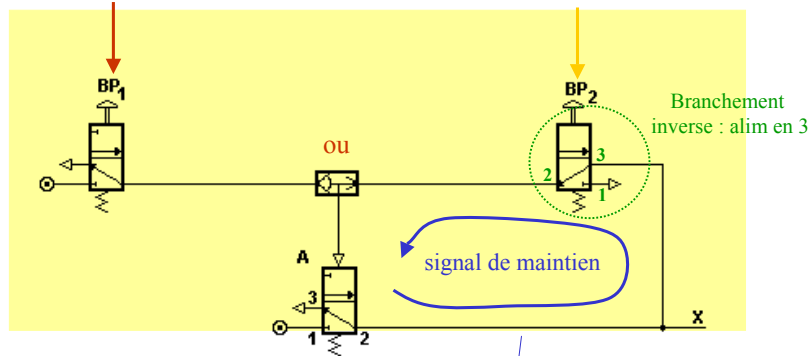 BP1
BP2
Branchement
inverse : alim en 3
ou
3
2
1
A
signal de maintien
3
1
2
X